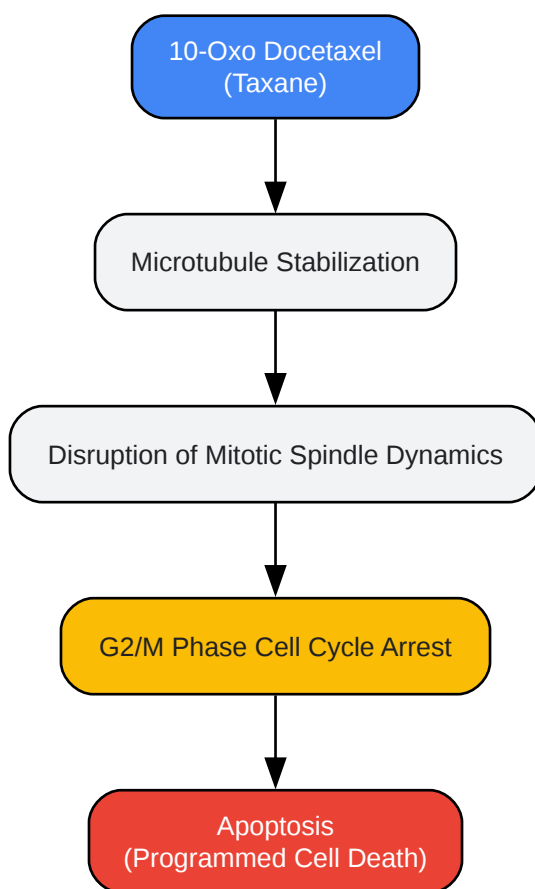 10-Oxo Docetaxel
(Taxane)
Microtubule Stabilization
Disruption of Mitotic Spindle Dynamics
G2/M Phase Cell Cycle Arrest
Apoptosis
(Programmed Cell Death)